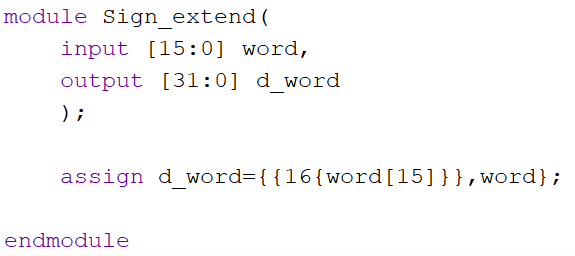 module Sign_extend(
    input [15:0] word,
    output [31:0] d_word
    );
    assign d_word={{16{word[15]}},word};
endmodule